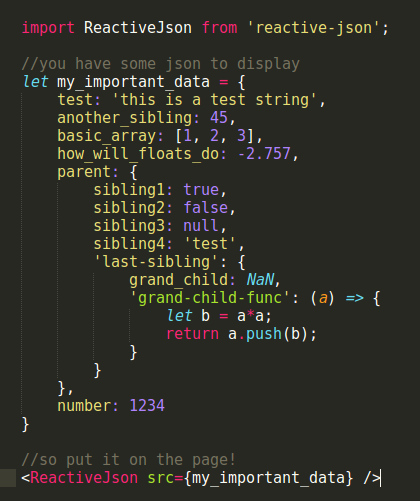 import ReactiveJson from 'reactive-json';
//you have some json to display
let my_important_data = {
test: 'this is a test string',
another_sibling: 45,
basic_array: [1, 2, 3],
how_will_floats_do: -2.757,
parent: {
sibling1: true,
sibling2: false,
sibling3: null,
sibling4: 'test',
'last-sibling': {
grand_child: NaN,
'grand-child-func': (a) => {
let b = a*a;
return a.push(b);
}
}
},
number: 1234
}
//so put it on the page!
<ReactiveJson src={my_important_data} />